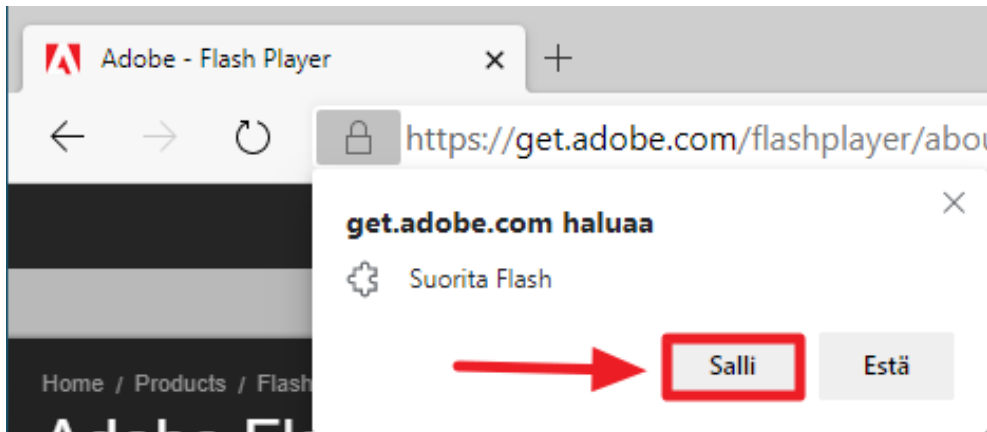 Adobe - Flash Player
https://get.adobe.com/flashplayer/abou
get.adobe.com haluaa
Suorita Flash
Salli Estä
Home / Products / Flash